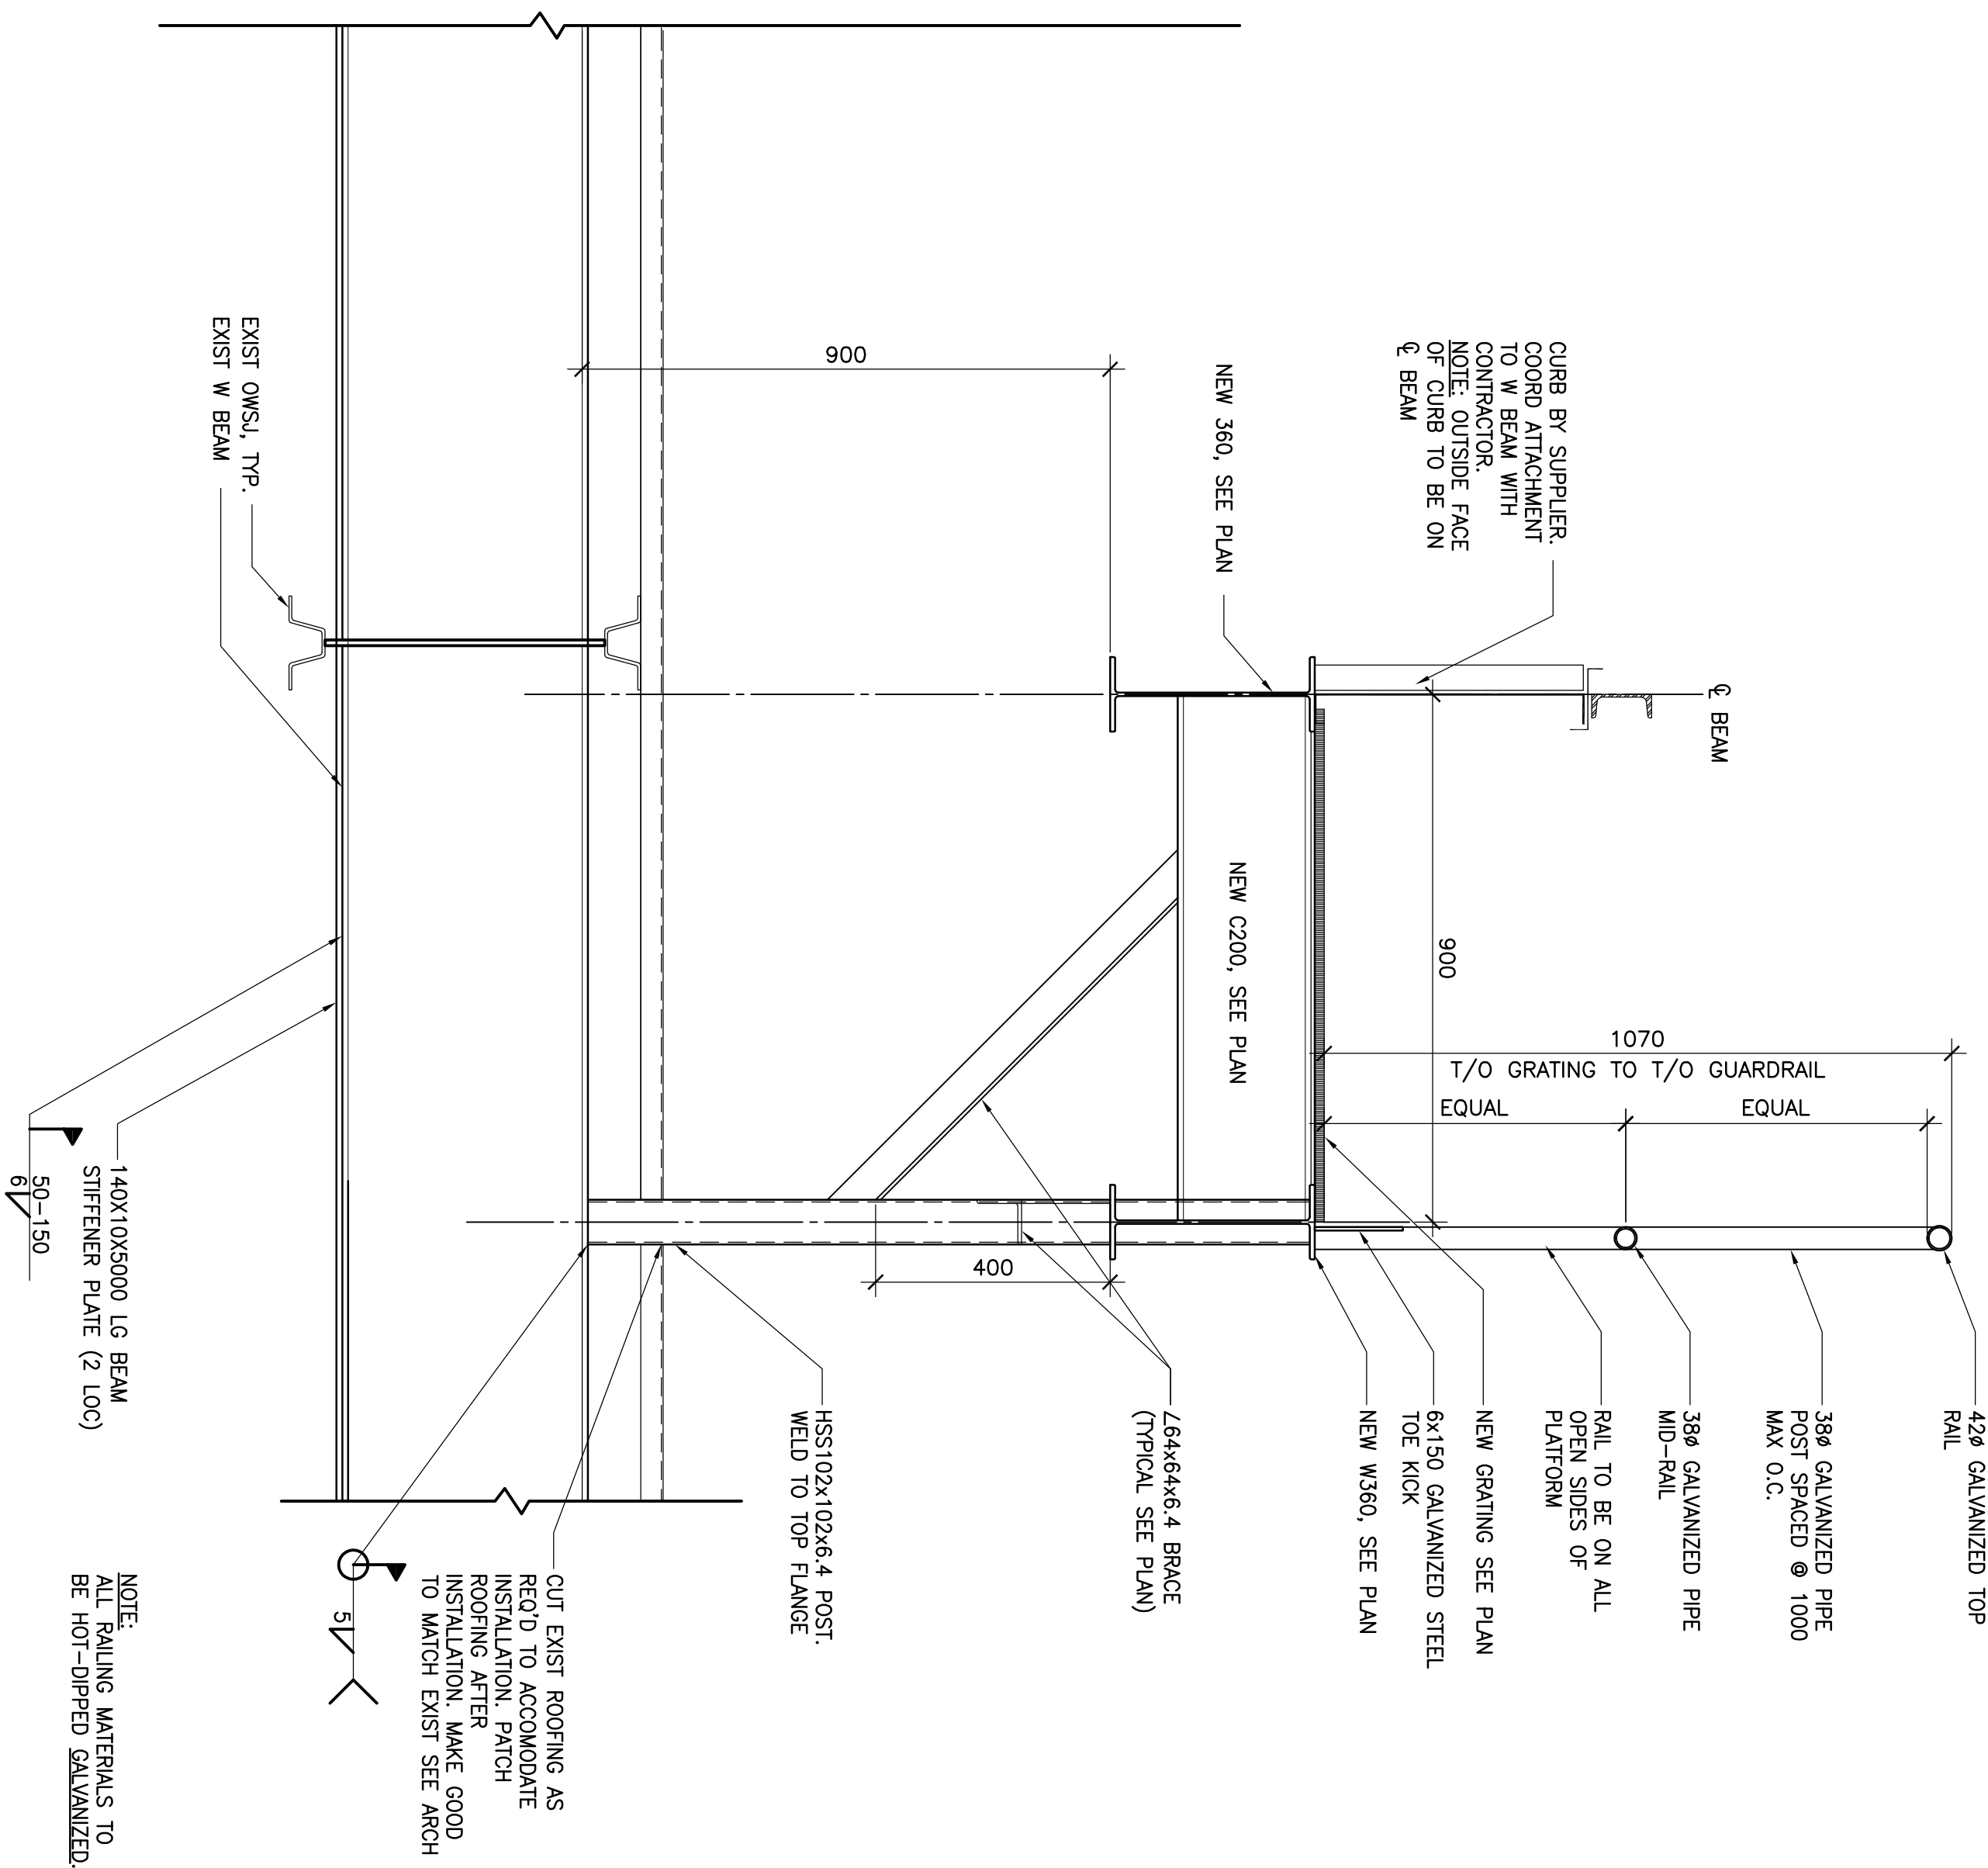 ℄ BEAM
CURB BY SUPPLIER.
COORD ATTACHMENT
TO W BEAM WITH
CONTRACTOR.
NOTE: OUTSIDE FACE
OF CURB TO BE ON
℄ BEAM
NEW 360, SEE PLAN
900
EXIST OWSJ, TYP.
EXIST W BEAM
NEW C200, SEE PLAN
900
1070
T/O GRATING TO T/O GUARDRAIL
EQUAL
EQUAL
400
42ø GALVANIZED TOP
RAIL
38ø GALVANIZED PIPE
POST SPACED @ 1000
MAX O.C.
38ø GALVANIZED PIPE
MID-RAIL
RAIL TO BE ON ALL
OPEN SIDES OF
PLATFORM
NEW GRATING SEE PLAN
6x150 GALVANIZED STEEL
TOE KICK
NEW W360, SEE PLAN
∠64x64x6.4 BRACE
(TYPICAL SEE PLAN)
HSS102x102x6.4 POST.
WELD TO TOP FLANGE
CUT EXIST ROOFING AS
REQ'D TO ACCOMODATE
INSTALLATION. PATCH
ROOFING AFTER
INSTALLATION. MAKE GOOD
TO MATCH EXIST SEE ARCH
5
140X10X5000 LG BEAM
STIFFENER PLATE (2 LOC)
50-150
6
NOTE:
ALL RAILING MATERIALS TO
BE HOT-DIPPED GALVANIZED.